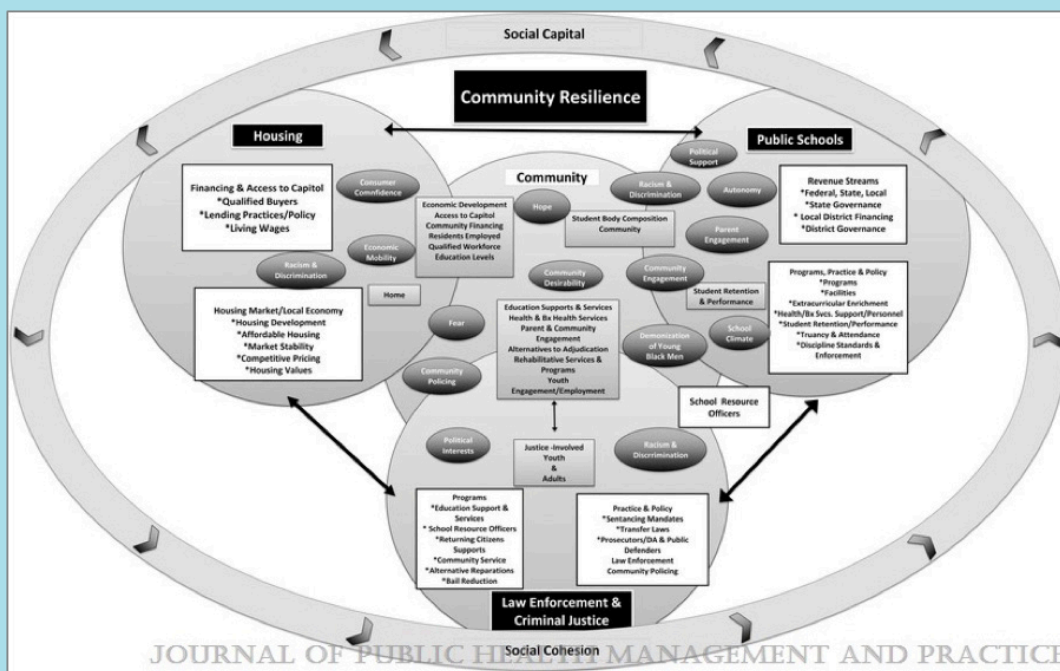 Social Capital
Community Resilience
Housing
Public Schools
Community
Financing & Access to Capitol
*Qualified Buyers
*Lending Practices/Policy
*Living Wages
Consumer Comnfidence
Economic Mobility
Racism & Discrimination
Home
Housing Market/Local Economy
*Housing Development
*Affordable Housing
*Market Stability
*Competitive Pricing
*Housing Values
Economic Development
Access to Capitol
Community Financing
Residents Employed
Qualified Workforce
Education Levels
Hope
Fear
Community Policing
Community Desirability
Education Supports & Services
Health & Bx Health Services
Parent & Community
Engagement
Alternatives to Adjudication
Rehabilitative Services &
Programs
Youth
Engagement/Employment
Political Support
Racism & Discrimination
Autonomy
Student Body Composition
Community
Parent Engagement
Community Engagement
Student Retention
& Performance
Demonization of Young Black Men
School Climate
Revenue Streams
*Federal, State, Local
*State Governance
*Local District Financing
*District Governance
Programs, Practice & Policy
*Programs
*Facilities
*Extracurricular Enrichment
*Health/Bx Svcs. Support/Personnel
*Student Retention/Performance
*Truancy & Attendance
*Discipline Standards &
Enforcement
School Resource
Officers
Political Interests
Justice -Involved
Youth
&
Adults
Racism & Discrrimination
Programs
*Education Support &
Services
* School Resource Officers
*Returning Citizens
Supports
*Community Service
*Alternative Reparations
*Bail Reduction
Practice & Policy
*Sentancing Mandates
*Transfer Laws
*Prosecutors/DA & Public
Defenders
Law Enforcement
Community Policing
Law Enforcement &
Criminal Justice
Social Cohesion
JOURNAL OF PUBLIC HEALTH MANAGEMENT AND PRACTICE